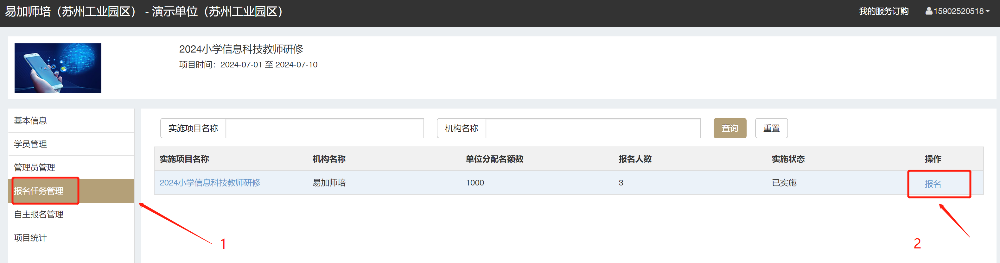 易加师培（苏州工业园区） - 演示单位（苏州工业园区）
我的服务订购
15902520518
2024小学信息科技教师研修
项目时间：2024-07-01 至 2024-07-10
基本信息
学员管理
管理员管理
报名任务管理
自主报名管理
项目统计
实施项目名称 机构名称 查询 重置
实施项目名称 机构名称 单位分配名额数 报名人数 实施状态 操作
2024小学信息科技教师研修 易加师培 1000 3 已实施 报名
1
2